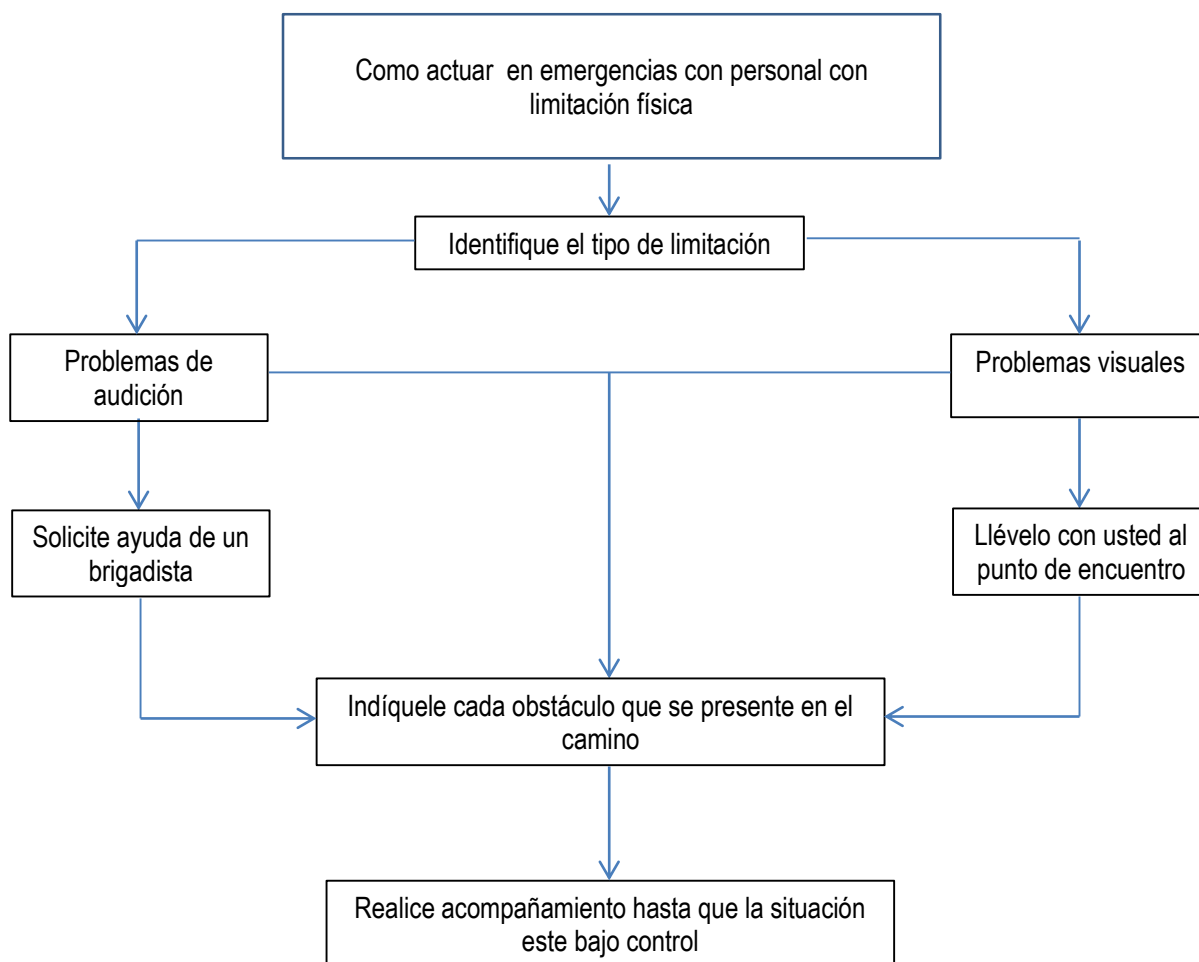 Como actuar  en emergencias con personal con
limitación física
Identifique el tipo de limitación
Problemas de
audición
Problemas visuales
Solicite ayuda de un
brigadista
Llévelo con usted al
punto de encuentro
Indíquele cada obstáculo que se presente en el
camino
Realice acompañamiento hasta que la situación
este bajo control